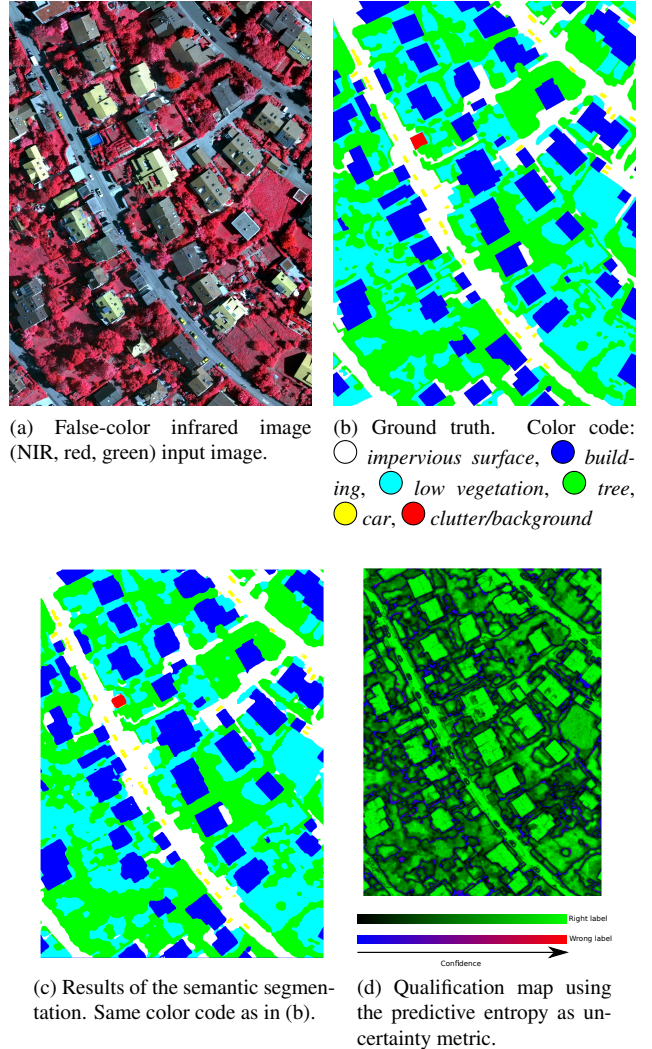 (a) False-color infrared image
(NIR, red, green) input image.
(b) Ground truth. Color code:
impervious surface, build-
ing, low vegetation, tree,
car, clutter/background
Right label
Wrong label
Confidence
(c) Results of the semantic segmen-
tation. Same color code as in (b).
(d) Qualification map using
the predictive entropy as un-
certainty metric.